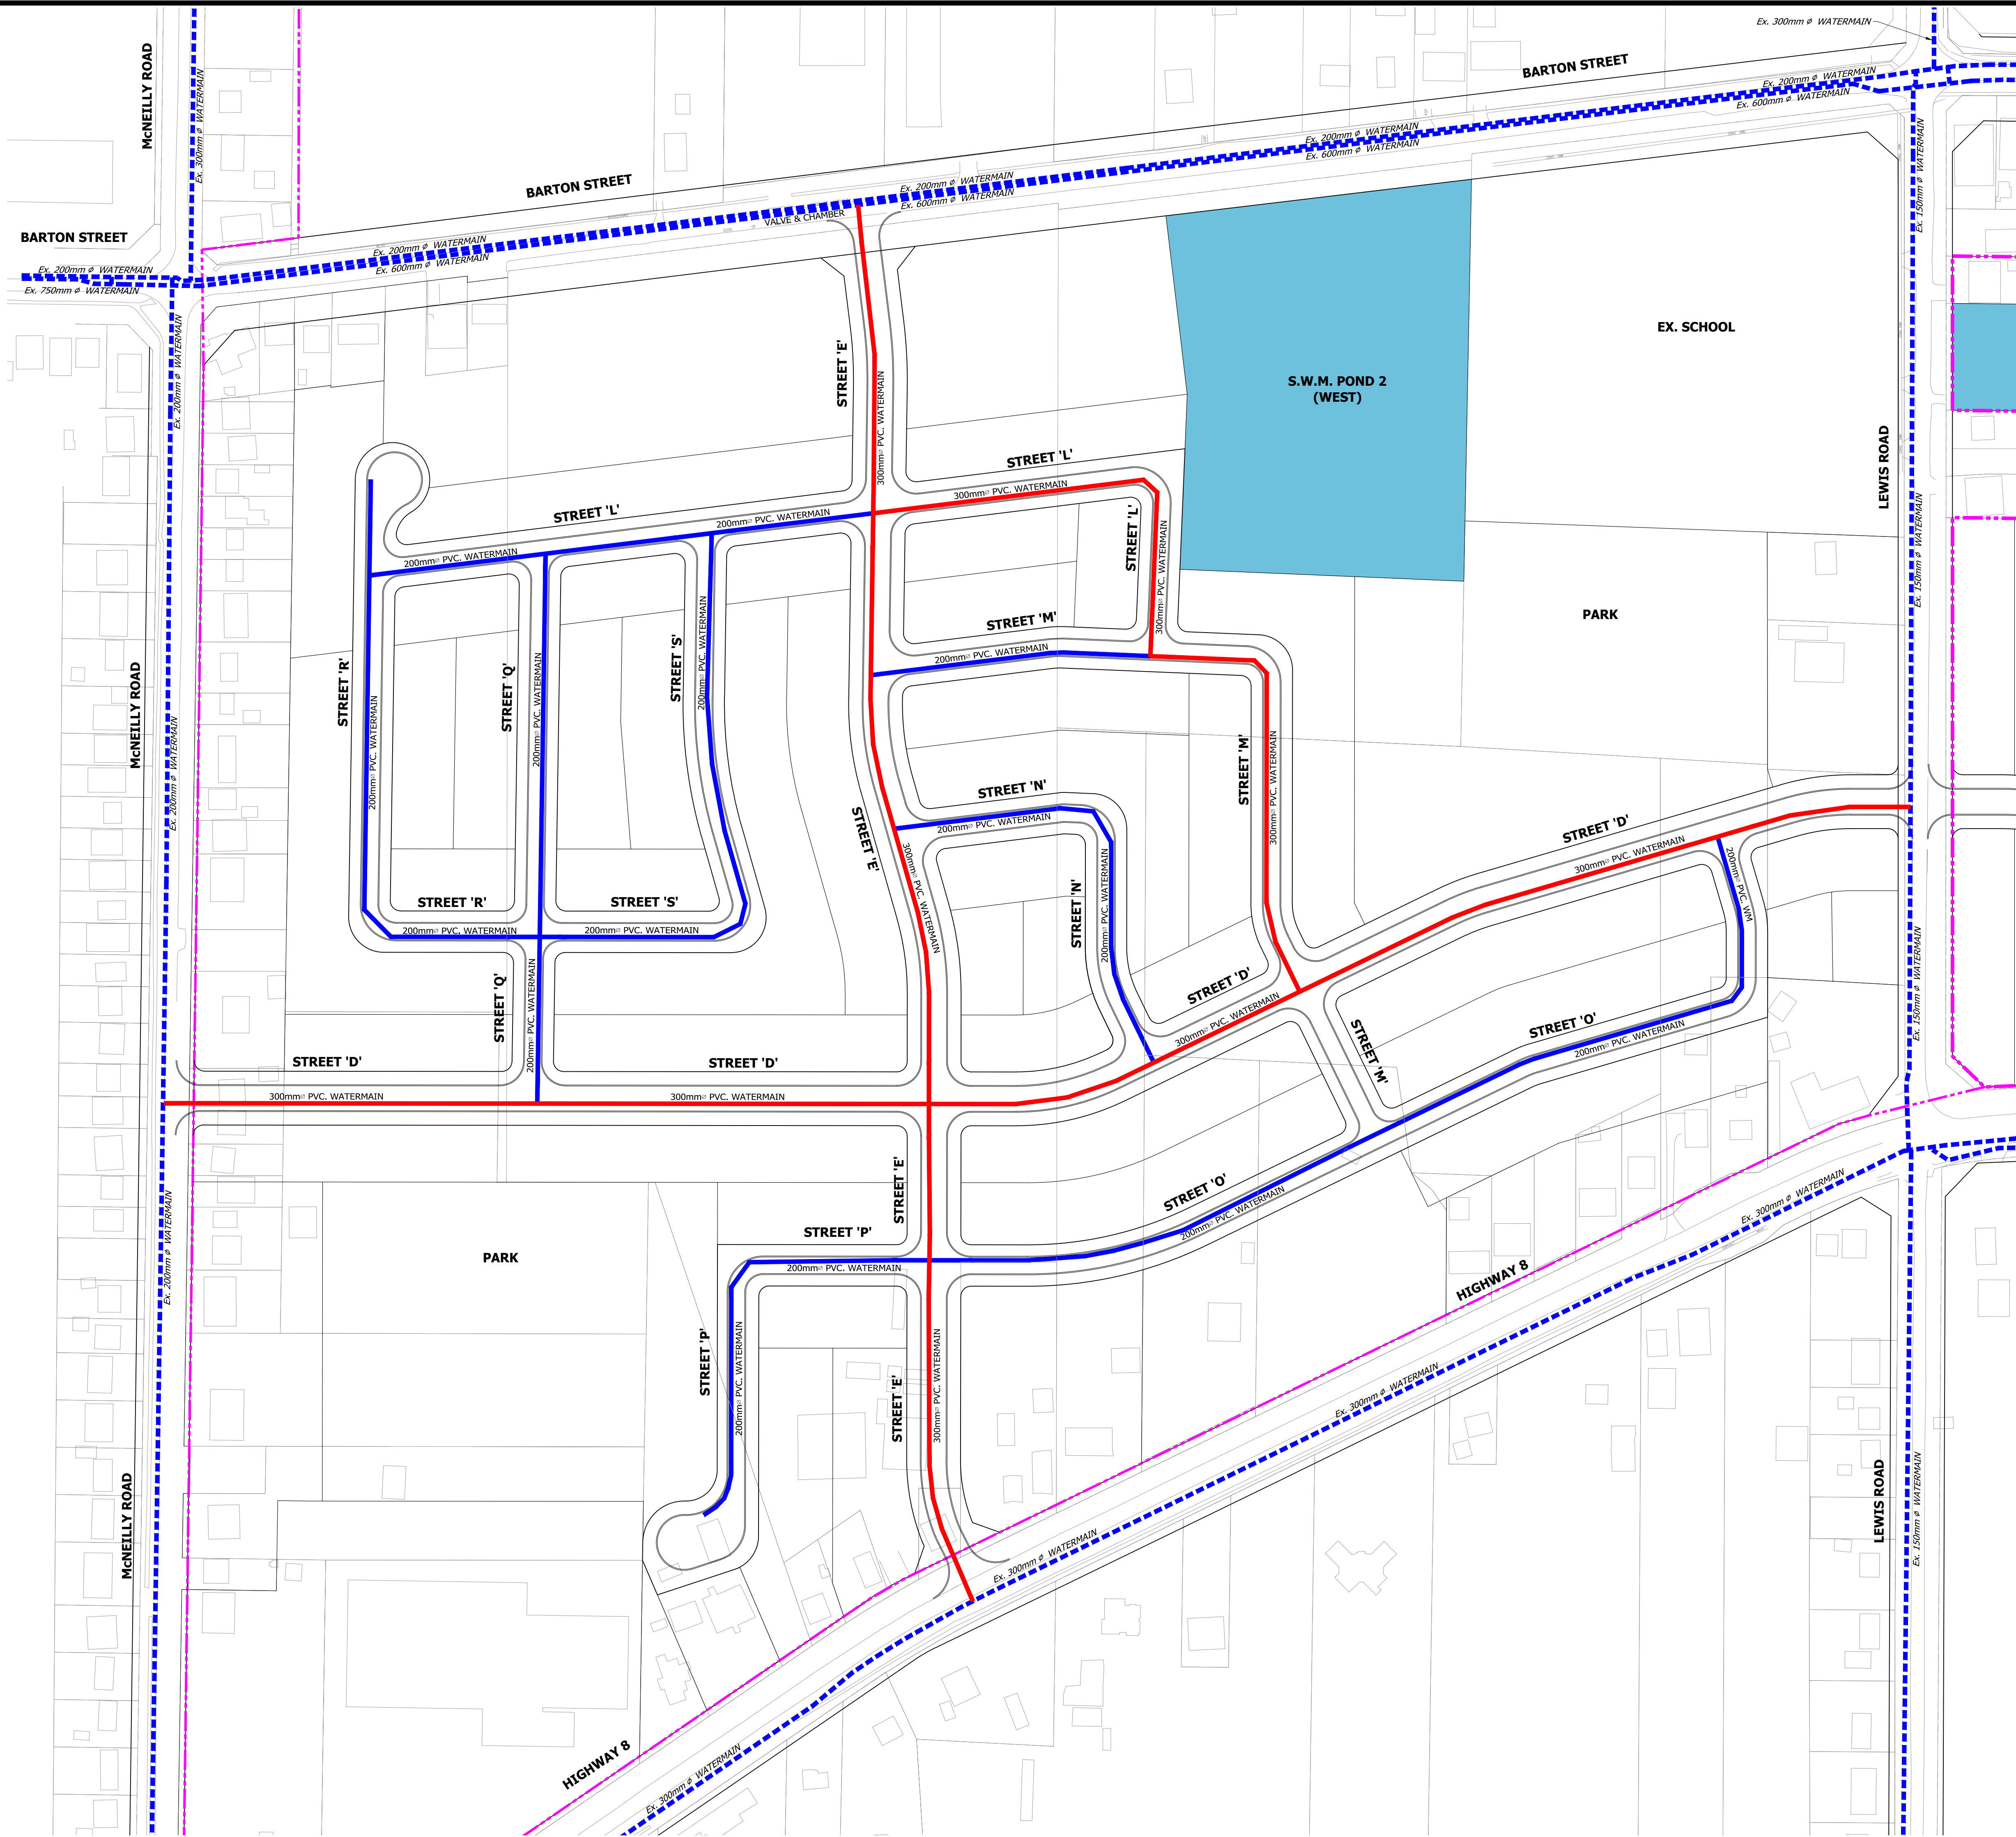 Ex. 300mm ⌀ WATERMAIN
BARTON STREET
McNEILLY ROAD
Ex. 300mm ⌀ WATERMAIN
Ex. 200mm ⌀ WATERMAIN
Ex. 600mm ⌀ WATERMAIN
Ex. 200mm ⌀ WATERMAIN
Ex. 600mm ⌀ WATERMAIN
Ex. 150mm ⌀ WATERMAIN
BARTON STREET
Ex. 200mm ⌀ WATERMAIN
Ex. 600mm ⌀ WATERMAIN
VALVE & CHAMBER
BARTON STREET
Ex. 200mm ⌀ WATERMAIN
Ex. 600mm ⌀ WATERMAIN
Ex. 200mm ⌀ WATERMAIN
Ex. 750mm ⌀ WATERMAIN
Ex. 200mm ⌀ WATERMAIN
STREET 'E'
300mm⌀ PVC. WATERMAIN
S.W.M. POND 2
(WEST)
EX. SCHOOL
LEWIS ROAD
STREET 'L'
300mm⌀ PVC. WATERMAIN
STREET 'L'
200mm⌀ PVC. WATERMAIN
200mm⌀ PVC. WATERMAIN
STREET 'L'
300mm⌀ PVC. WATERMAIN
Ex. 150mm ⌀ WATERMAIN
PARK
STREET 'M'
200mm⌀ PVC. WATERMAIN
McNEILLY ROAD
Ex. 200mm ⌀ WATERMAIN
STREET 'R'
200mm⌀ PVC. WATERMAIN
STREET 'Q'
200mm⌀ PVC. WATERMAIN
STREET 'S'
200mm⌀ PVC. WATERMAIN
STREET 'M'
300mm⌀ PVC. WATERMAIN
STREET 'N'
200mm⌀ PVC. WATERMAIN
STREET 'E'
300mm⌀ PVC. WATERMAIN
STREET 'D'
300mm⌀ PVC. WATERMAIN
200mm⌀ PVC. WM
STREET 'R'
200mm⌀ PVC. WATERMAIN
STREET 'S'
200mm⌀ PVC. WATERMAIN
STREET 'N'
200mm⌀ PVC. WATERMAIN
STREET 'D'
300mm⌀ PVC. WATERMAIN
Ex. 150mm ⌀ WATERMAIN
STREET 'Q'
200mm⌀ PVC. WATERMAIN
STREET 'O'
200mm⌀ PVC. WATERMAIN
STREET 'M'
STREET 'D'
300mm⌀ PVC. WATERMAIN
STREET 'D'
300mm⌀ PVC. WATERMAIN
Ex. 200mm ⌀ WATERMAIN
STREET 'E'
STREET 'O'
200mm⌀ PVC. WATERMAIN
Ex. 300mm ⌀ WATERMAIN
STREET 'P'
200mm⌀ PVC. WATERMAIN
PARK
HIGHWAY 8
STREET 'P'
200mm⌀ PVC. WATERMAIN
STREET 'E'
300mm⌀ PVC. WATERMAIN
Ex. 300mm ⌀ WATERMAIN
McNEILLY ROAD
LEWIS ROAD
Ex. 150mm ⌀ WATERMAIN
Ex. 300mm ⌀ WATERMAIN
HIGHWAY 8
Ex. 300mm ⌀ WATERMAIN